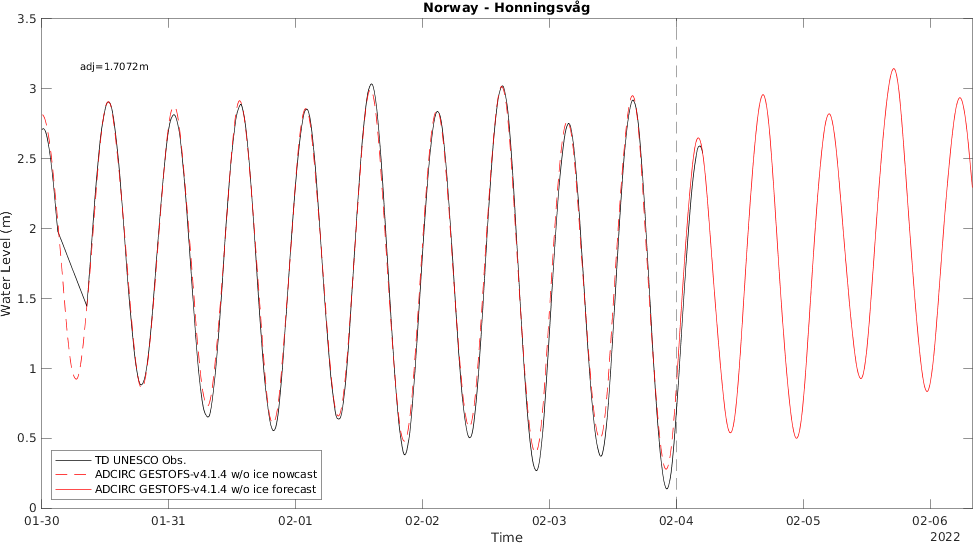 Norway - Honningsvåg
3.5
adj=1.7072m
3
2.5
2
1.5
1
0.5
0
Water Level (m)
TD UNESCO Obs.
ADCIRC GESTOFS-v4.1.4 w/o ice nowcast
ADCIRC GESTOFS-v4.1.4 w/o ice forecast
01-30 01-31 02-01 02-02 02-03 02-04 02-05 02-06
Time
2022